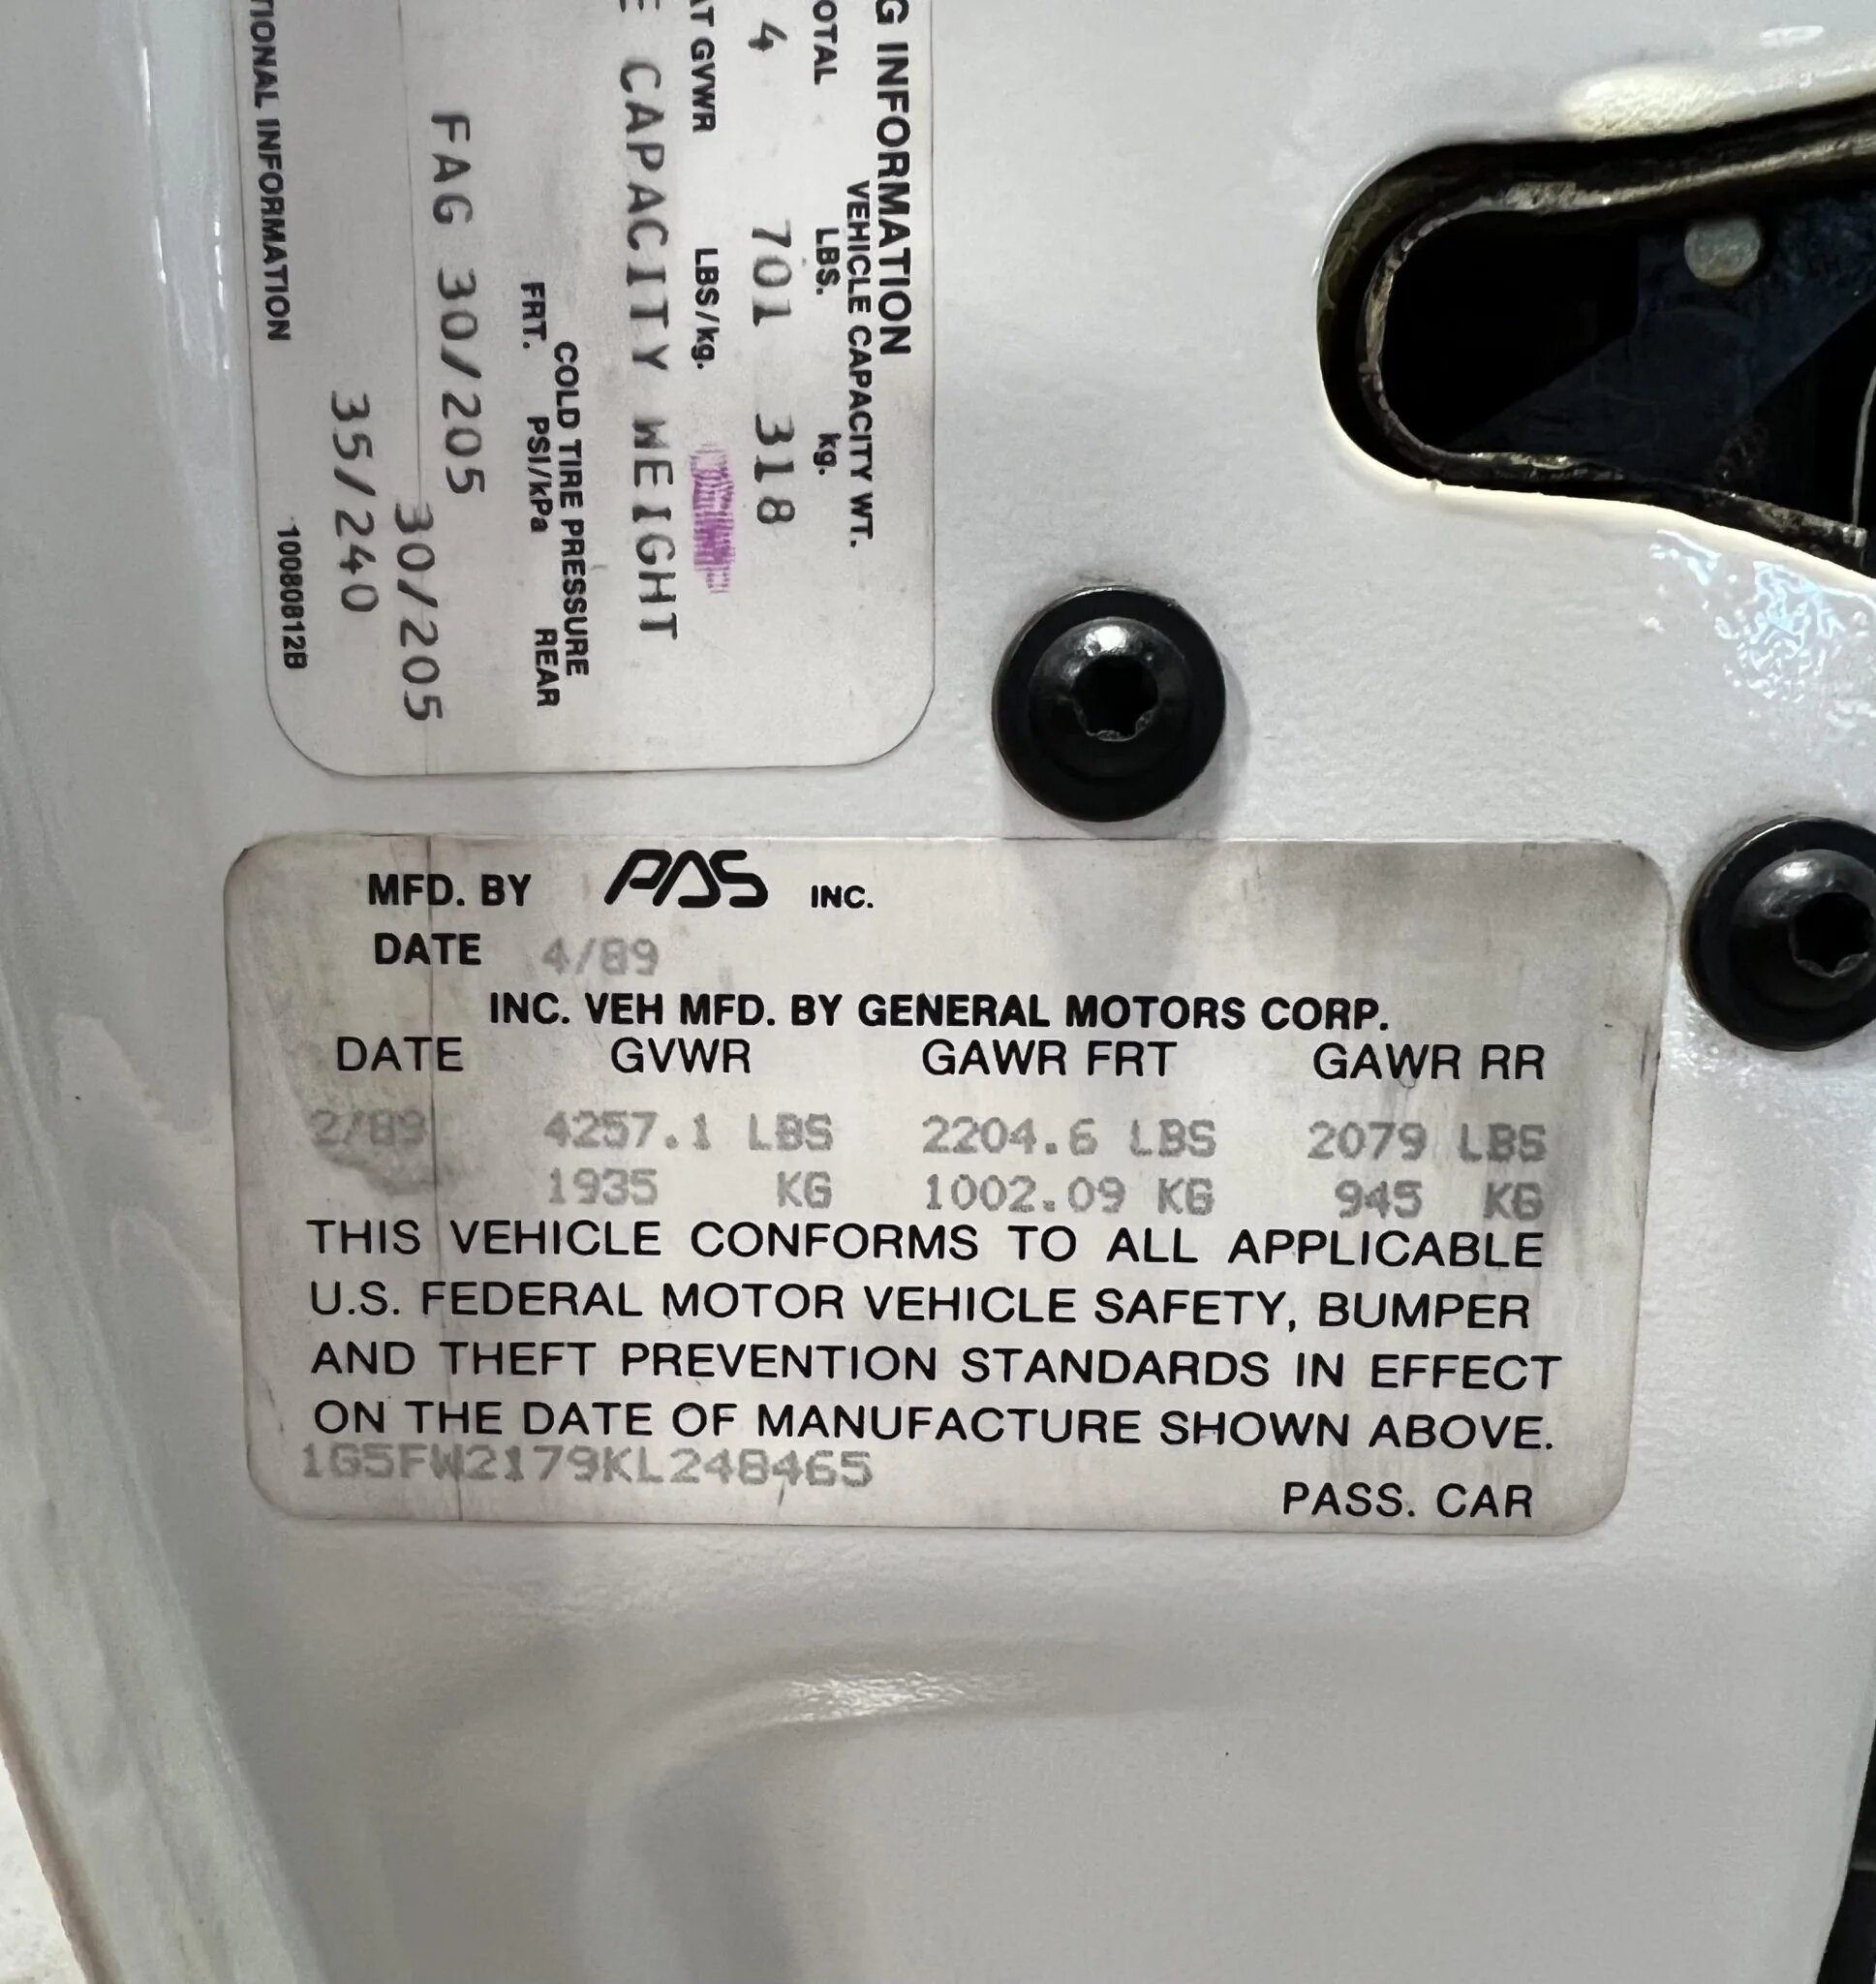 G INFORMATION
VEHICLE CAPACITY WT.
OTAL LBS. kg.
4 701 318
AT GVWR LBS/kg.
E CAPACITY WEIGHT
COLD TIRE PRESSURE
FRT. PSI/kPa REAR
FAG 30/205
30/205
35/240
TIONAL INFORMATION 10080812B
MFD. BY PAS INC.
DATE 4/89
INC. VEH MFD. BY GENERAL MOTORS CORP.
DATE GVWR GAWR FRT GAWR RR
2/89 4257.1 LBS 2204.6 LBS 2079 LBS
1935 KG 1002.09 KG 945 KG
THIS VEHICLE CONFORMS TO ALL APPLICABLE
U.S. FEDERAL MOTOR VEHICLE SAFETY, BUMPER
AND THEFT PREVENTION STANDARDS IN EFFECT
ON THE DATE OF MANUFACTURE SHOWN ABOVE.
1G5FW2179KL248465
PASS. CAR